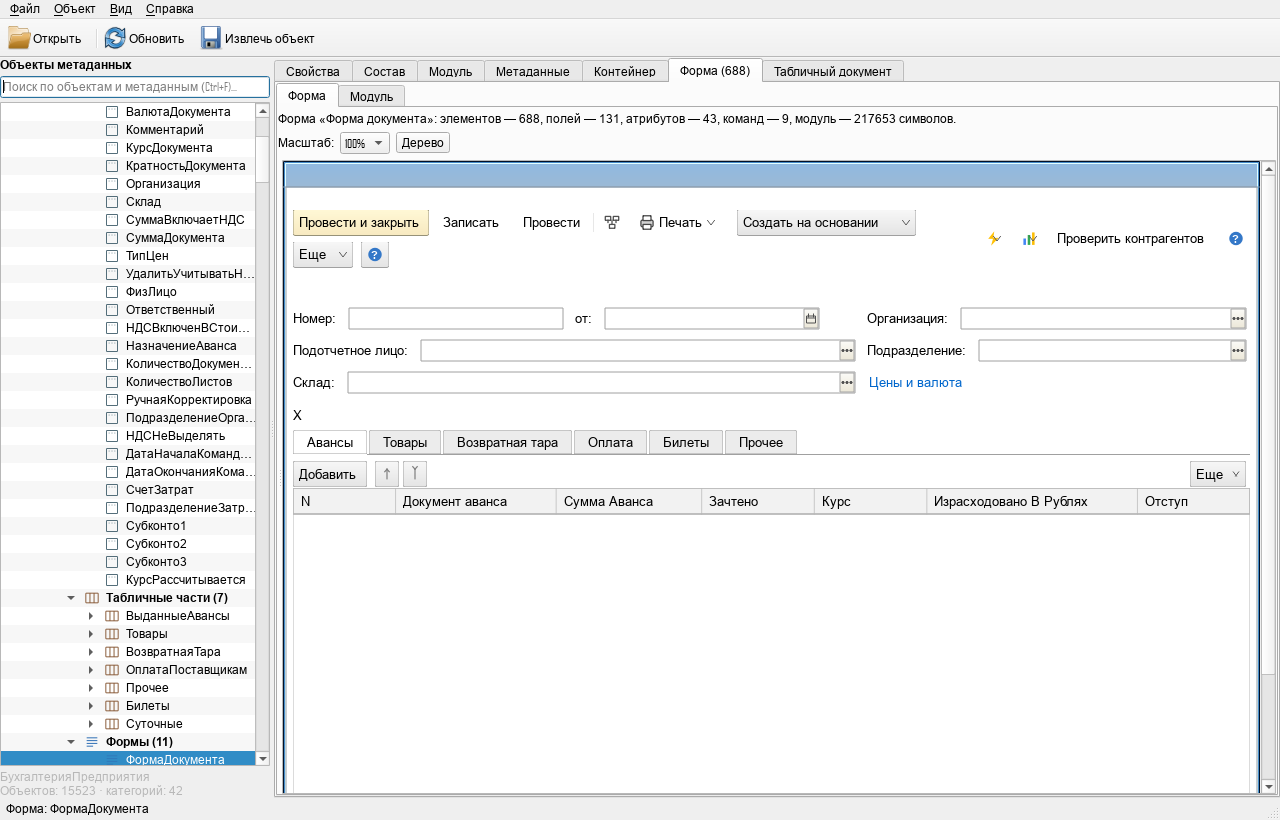 Файл Объект Вид Справка
Открыть Обновить Извлечь объект
Объекты метаданных
Поиск по объектам и метаданным (Ctrl+F)...
ВалютаДокумента
Комментарий
КурсДокумента
КратностьДокумента
Организация
Склад
СуммаВключаетНДС
СуммаДокумента
ТипЦен
УдалитьУчитыватьН...
ФизЛицо
Ответственный
НДСВключенВСтои...
НазначениеАванса
КоличествоДокумен...
КоличествоЛистов
РучнаяКорректировка
ПодразделениеОрга...
НДСНеВыделять
ДатаНачалаКоманд...
ДатаОкончанияКома...
СчетЗатрат
ПодразделениеЗатр...
Субконто1
Субконто2
Субконто3
КурсРассчитывается
Табличные части (7)
ВыданныеАвансы
Товары
ВозвратнаяТара
ОплатаПоставщикам
Прочее
Билеты
Суточные
Формы (11)
ФормаДокумента
БухгалтерияПредприятия
Объектов: 15523 · категорий: 42
Свойства Состав Модуль Метаданные Контейнер Форма (688) Табличный документ
Форма Модуль
Форма «Форма документа»: элементов — 688, полей — 131, атрибутов — 43, команд — 9, модуль — 217653 символов.
Масштаб: 100% Дерево
Провести и закрыть Записать Провести Печать Создать на основании
Проверить контрагентов ?
Еще ?
Номер: от: Организация:
Подотчетное лицо: Подразделение:
Склад: Цены и валюта
X
Авансы Товары Возвратная тара Оплата Билеты Прочее
Добавить Еще
N Документ аванса Сумма Аванса Зачтено Курс Израсходовано В Рублях Отступ
Форма: ФормаДокумента